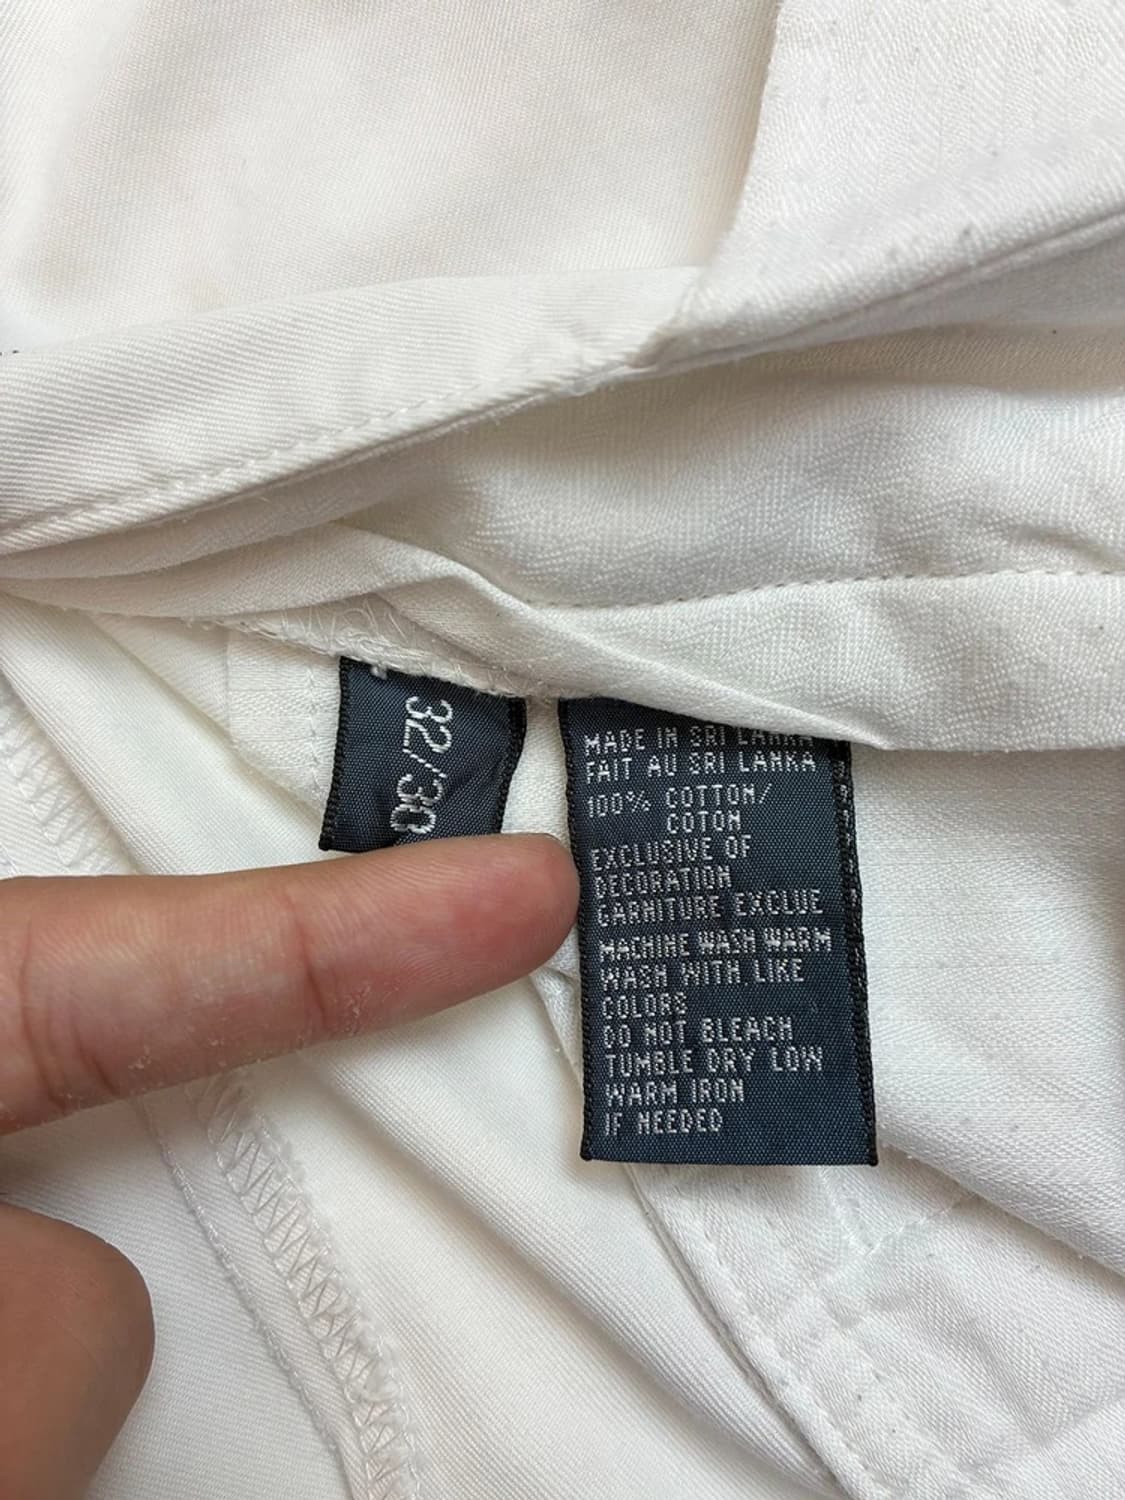 32/30
MADE IN SRI LANKA
FAIT AU SRI LANKA
100% COTTON/
COTON
EXCLUSIVE OF
DECORATION
GARNITURE EXCLUE
MACHINE WASH WARM
WASH WITH LIKE
COLORS
DO NOT BLEACH
TUMBLE DRY LOW
WARM IRON
IF NEEDED